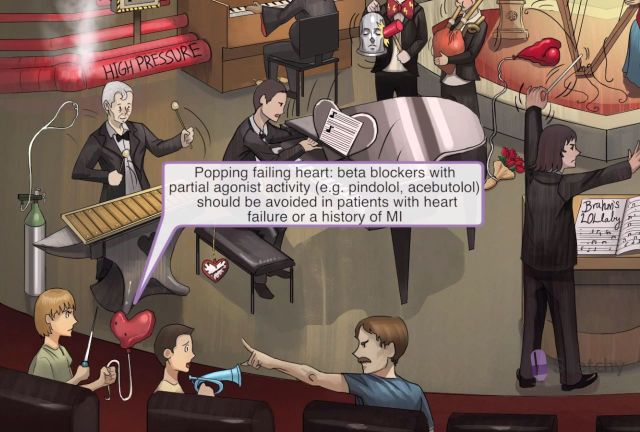 HIGH PRESSURE
Popping failing heart: beta blockers with
partial agonist activity (e.g. pindolol, acebutolol)
should be avoided in patients with heart
failure or a history of MI
Brahm's
LOLlaby